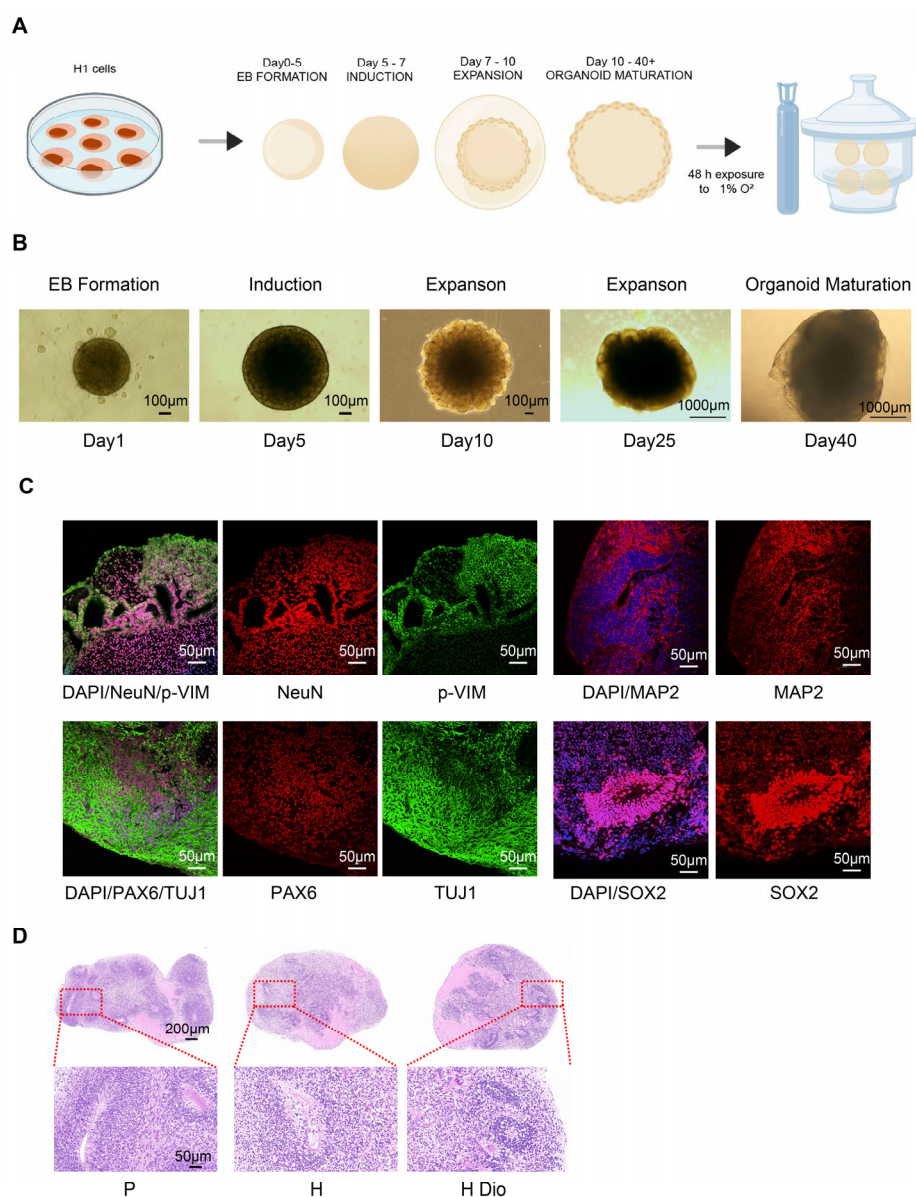 A
H1 cells
Day0-5
EB FORMATION
Day 5 - 7
INDUCTION
Day 7 - 10
EXPANSION
Day 10 - 40+
ORGANOID MATURATION
48 h exposure
to 1% O²
B
EB Formation
Induction
Expanson
Expanson
Organoid Maturation
100μm
100μm
100μm
1000μm
1000μm
Day1
Day5
Day10
Day25
Day40
C
50μm
50μm
50μm
50μm
50μm
DAPI/NeuN/p-VIM
NeuN
p-VIM
DAPI/MAP2
MAP2
50μm
50μm
50μm
50μm
50μm
DAPI/PAX6/TUJ1
PAX6
TUJ1
DAPI/SOX2
SOX2
D
200μm
50μm
P
H
H Dio